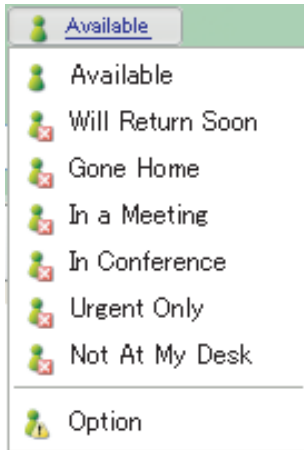 Available
Available
Will Return Soon
Gone Home
In a Meeting
In Conference
Urgent Only
Not At My Desk
Option